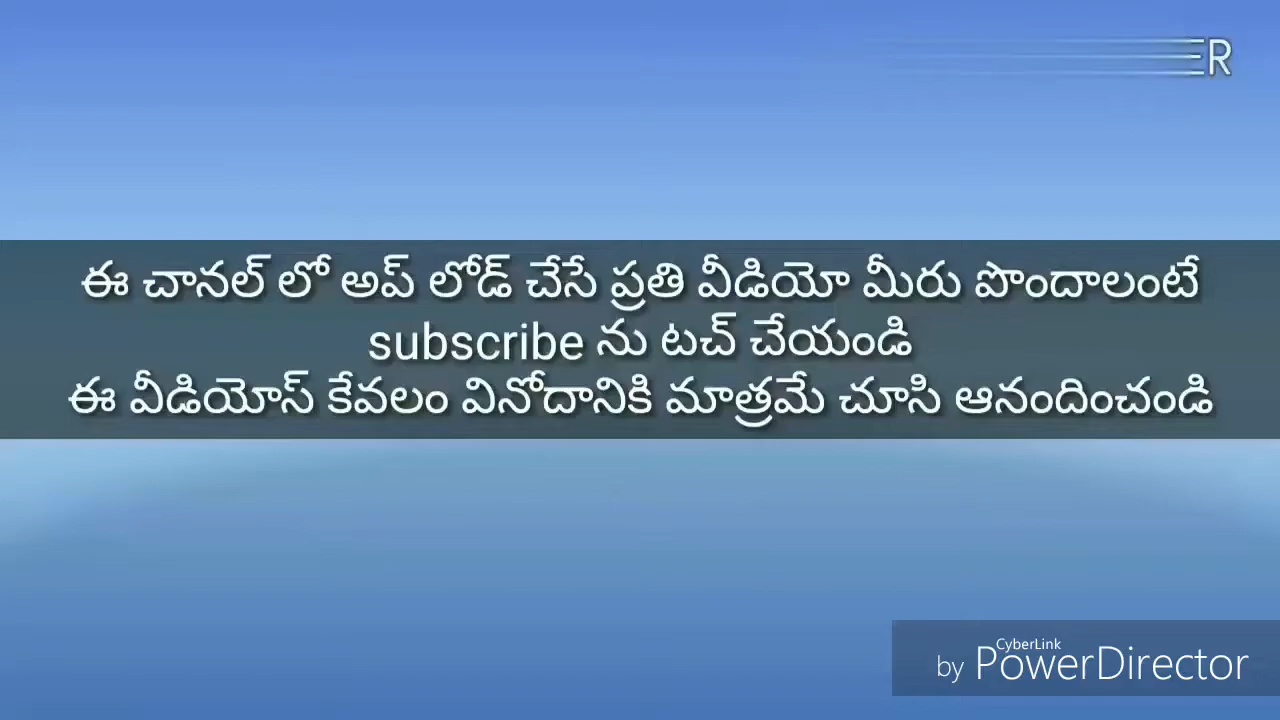 ER
ఈ చానల్ లో అప్ లోడ్ చేసే ప్రతి వీడియో మీరు పొందాలంటే
subscribe ను టచ్ చేయండి
ఈ వీడియోస్ కేవలం వినోదానికి మాత్రమే చూసి ఆనందించండి
CyberLink
by PowerDirector